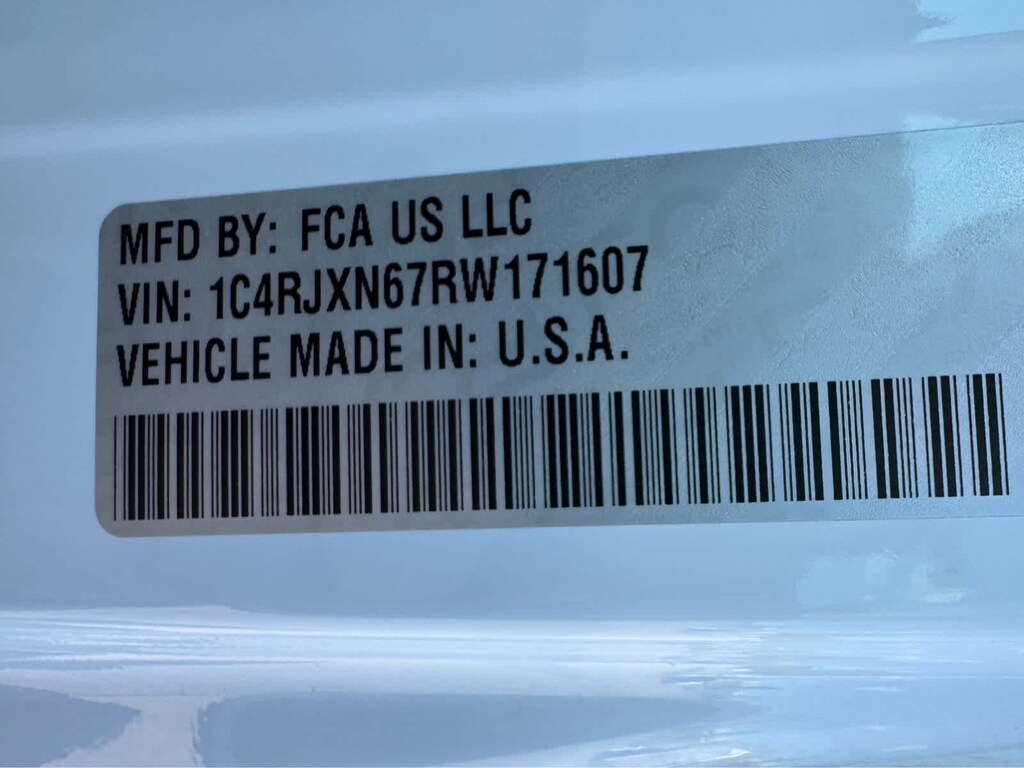 MFD BY: FCA US LLC
VIN: 1C4RJXN67RW171607
VEHICLE MADE IN: U.S.A.